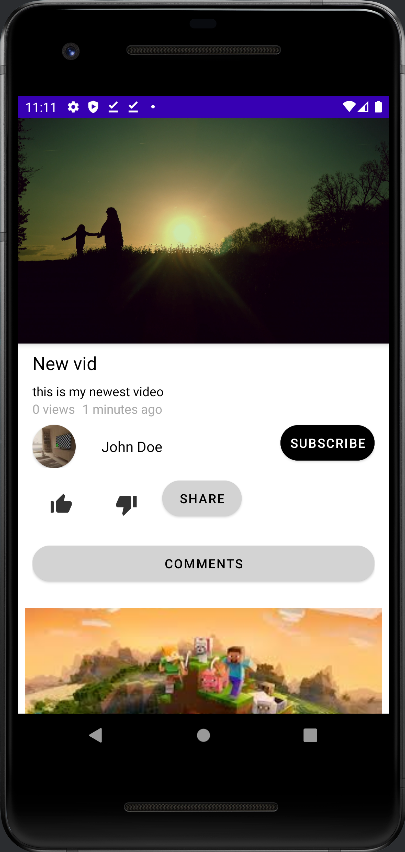 11:11
New vid
this is my newest video
0 views 1 minutes ago
John Doe
SUBSCRIBE
SHARE
COMMENTS